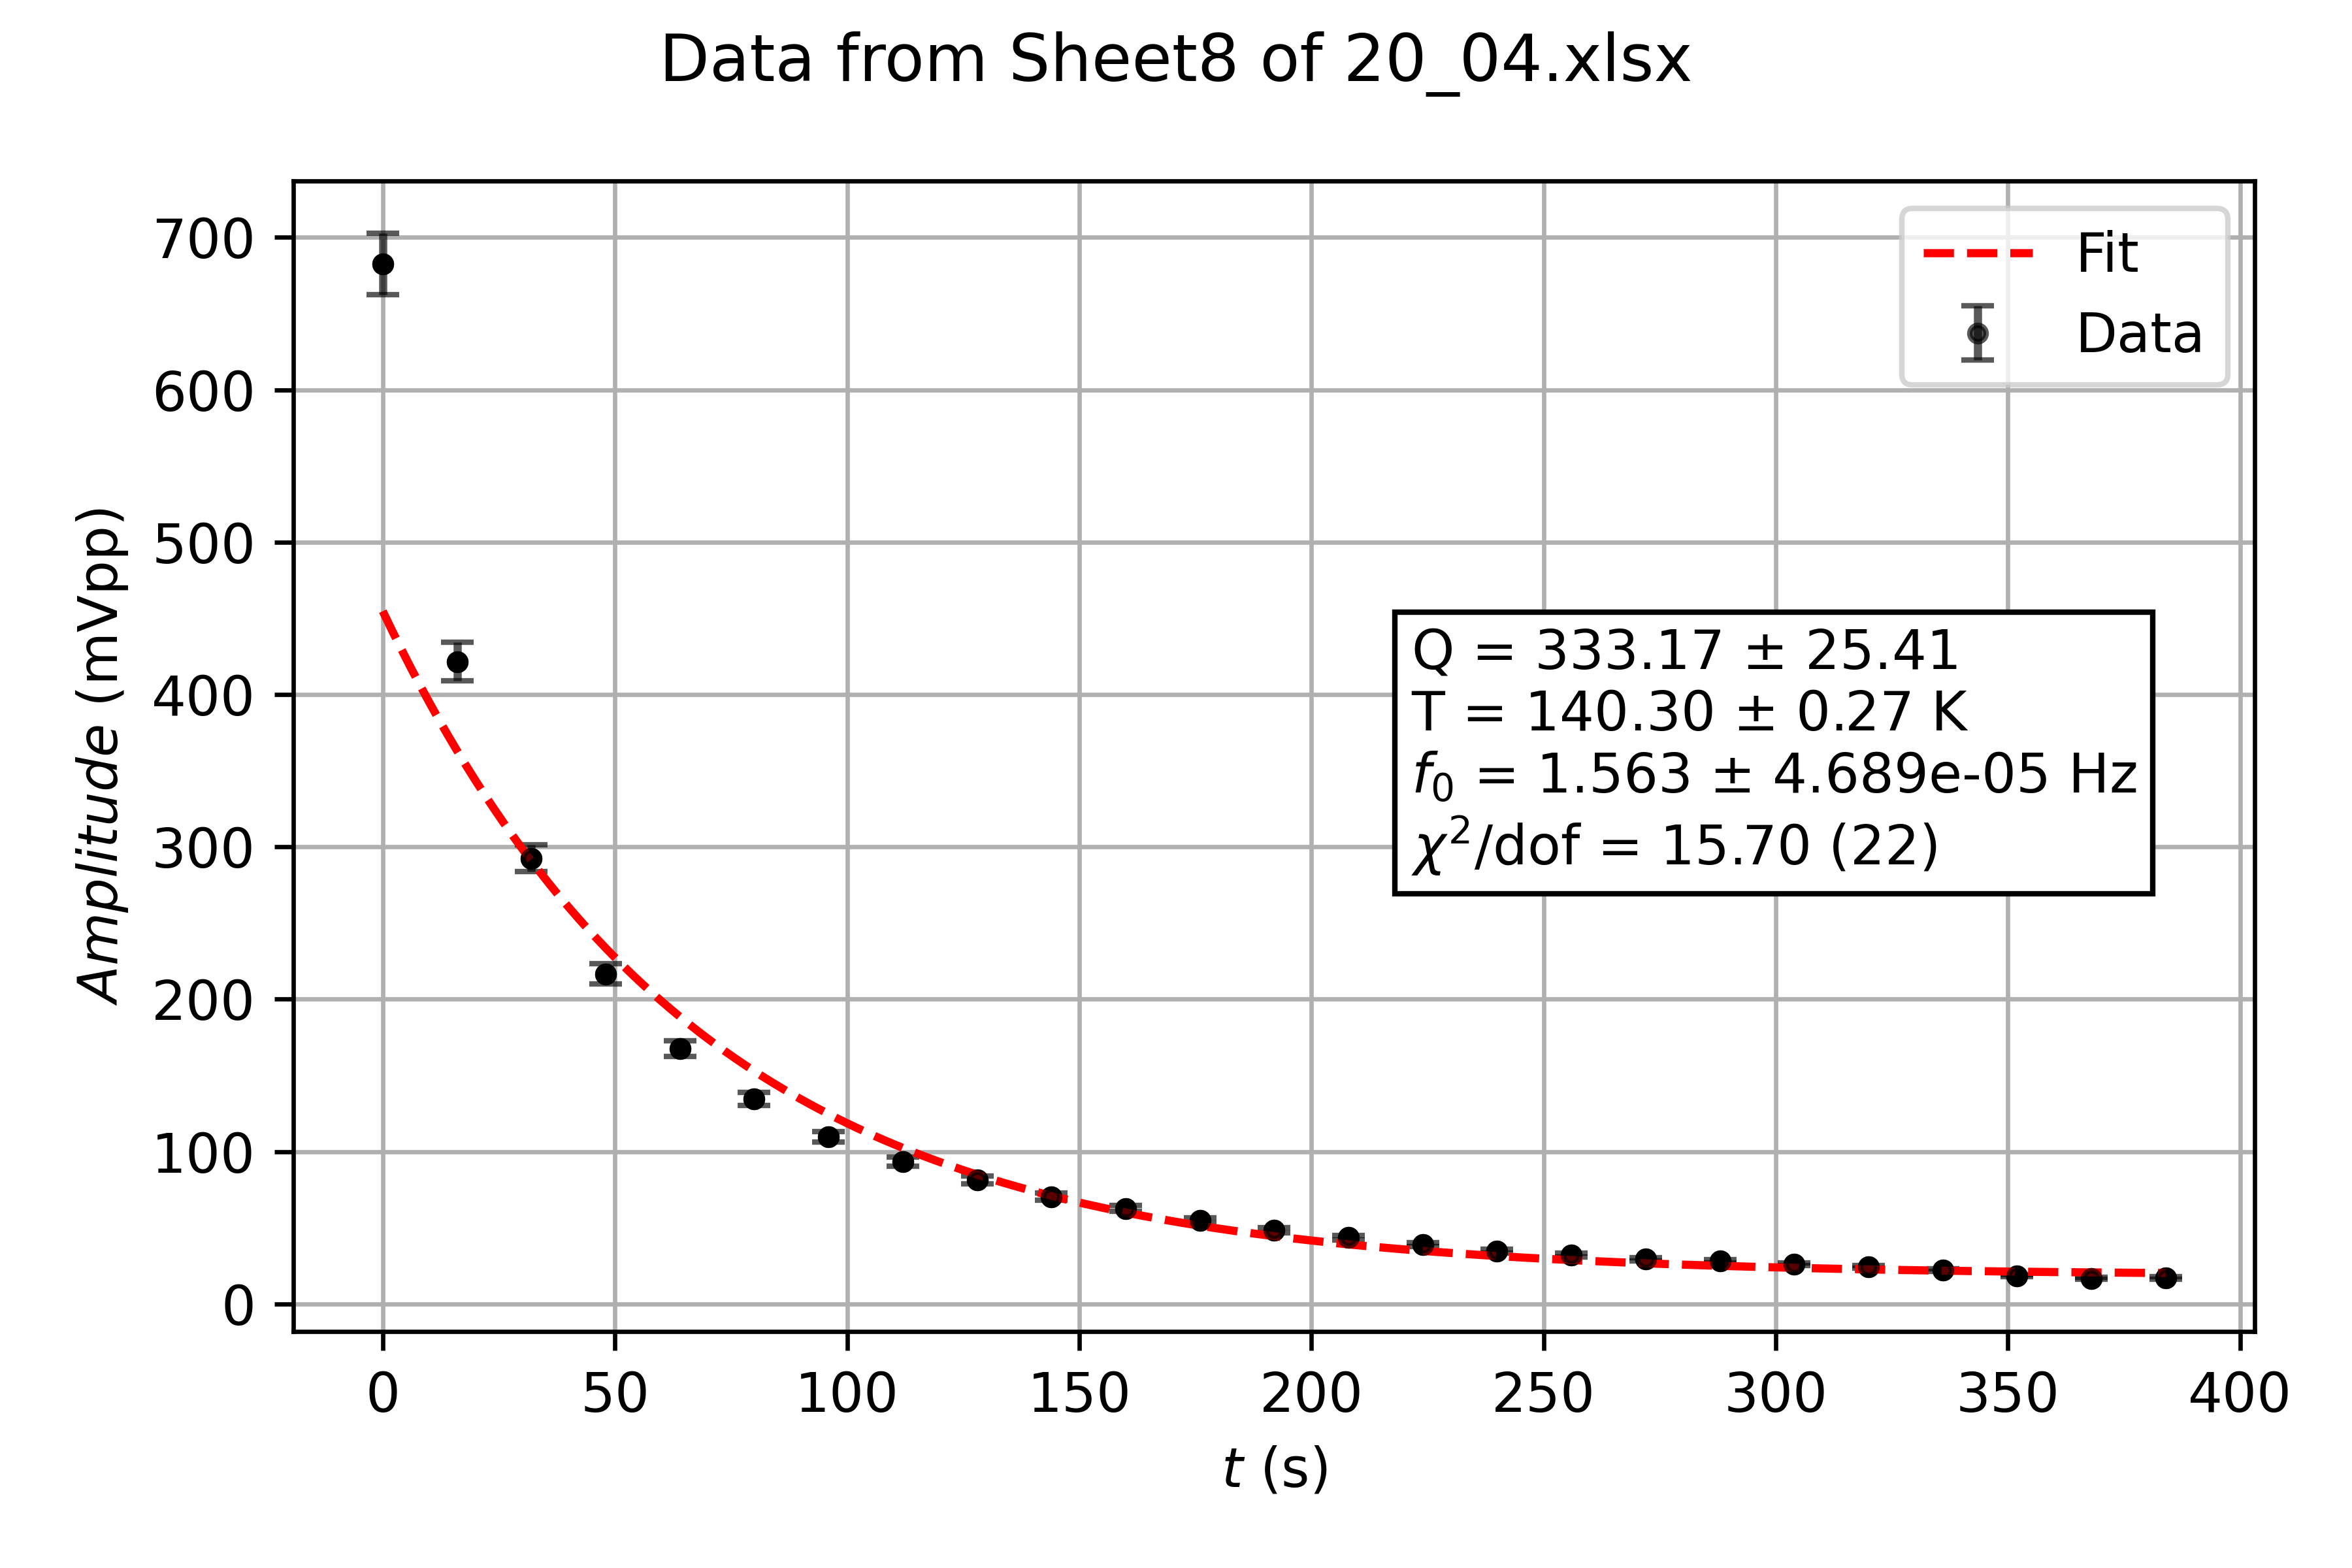 Data from Sheet8 of 20_04.xlsx
700
600
500
400
300
200
100
0
Amplitude (mVpp)
Fit
Data
Q = 333.17 ± 25.41
T = 140.30 ± 0.27 K
f₀ = 1.563 ± 4.689e-05 Hz
χ²/dof = 15.70 (22)
0 50 100 150 200 250 300 350 400
t (s)